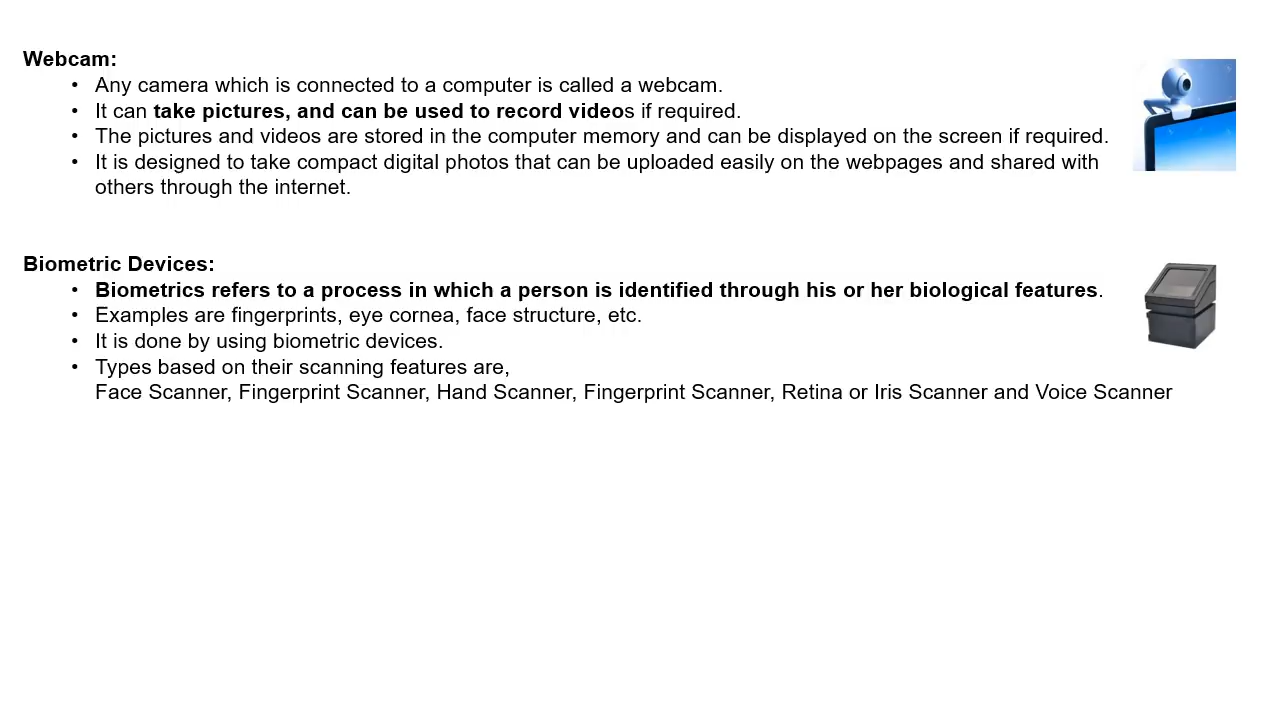 Webcam:
• Any camera which is connected to a computer is called a webcam.
• It can take pictures, and can be used to record videos if required.
• The pictures and videos are stored in the computer memory and can be displayed on the screen if required.
• It is designed to take compact digital photos that can be uploaded easily on the webpages and shared with
others through the internet.
Biometric Devices:
• Biometrics refers to a process in which a person is identified through his or her biological features.
• Examples are fingerprints, eye cornea, face structure, etc.
• It is done by using biometric devices.
• Types based on their scanning features are,
Face Scanner, Fingerprint Scanner, Hand Scanner, Fingerprint Scanner, Retina or Iris Scanner and Voice Scanner